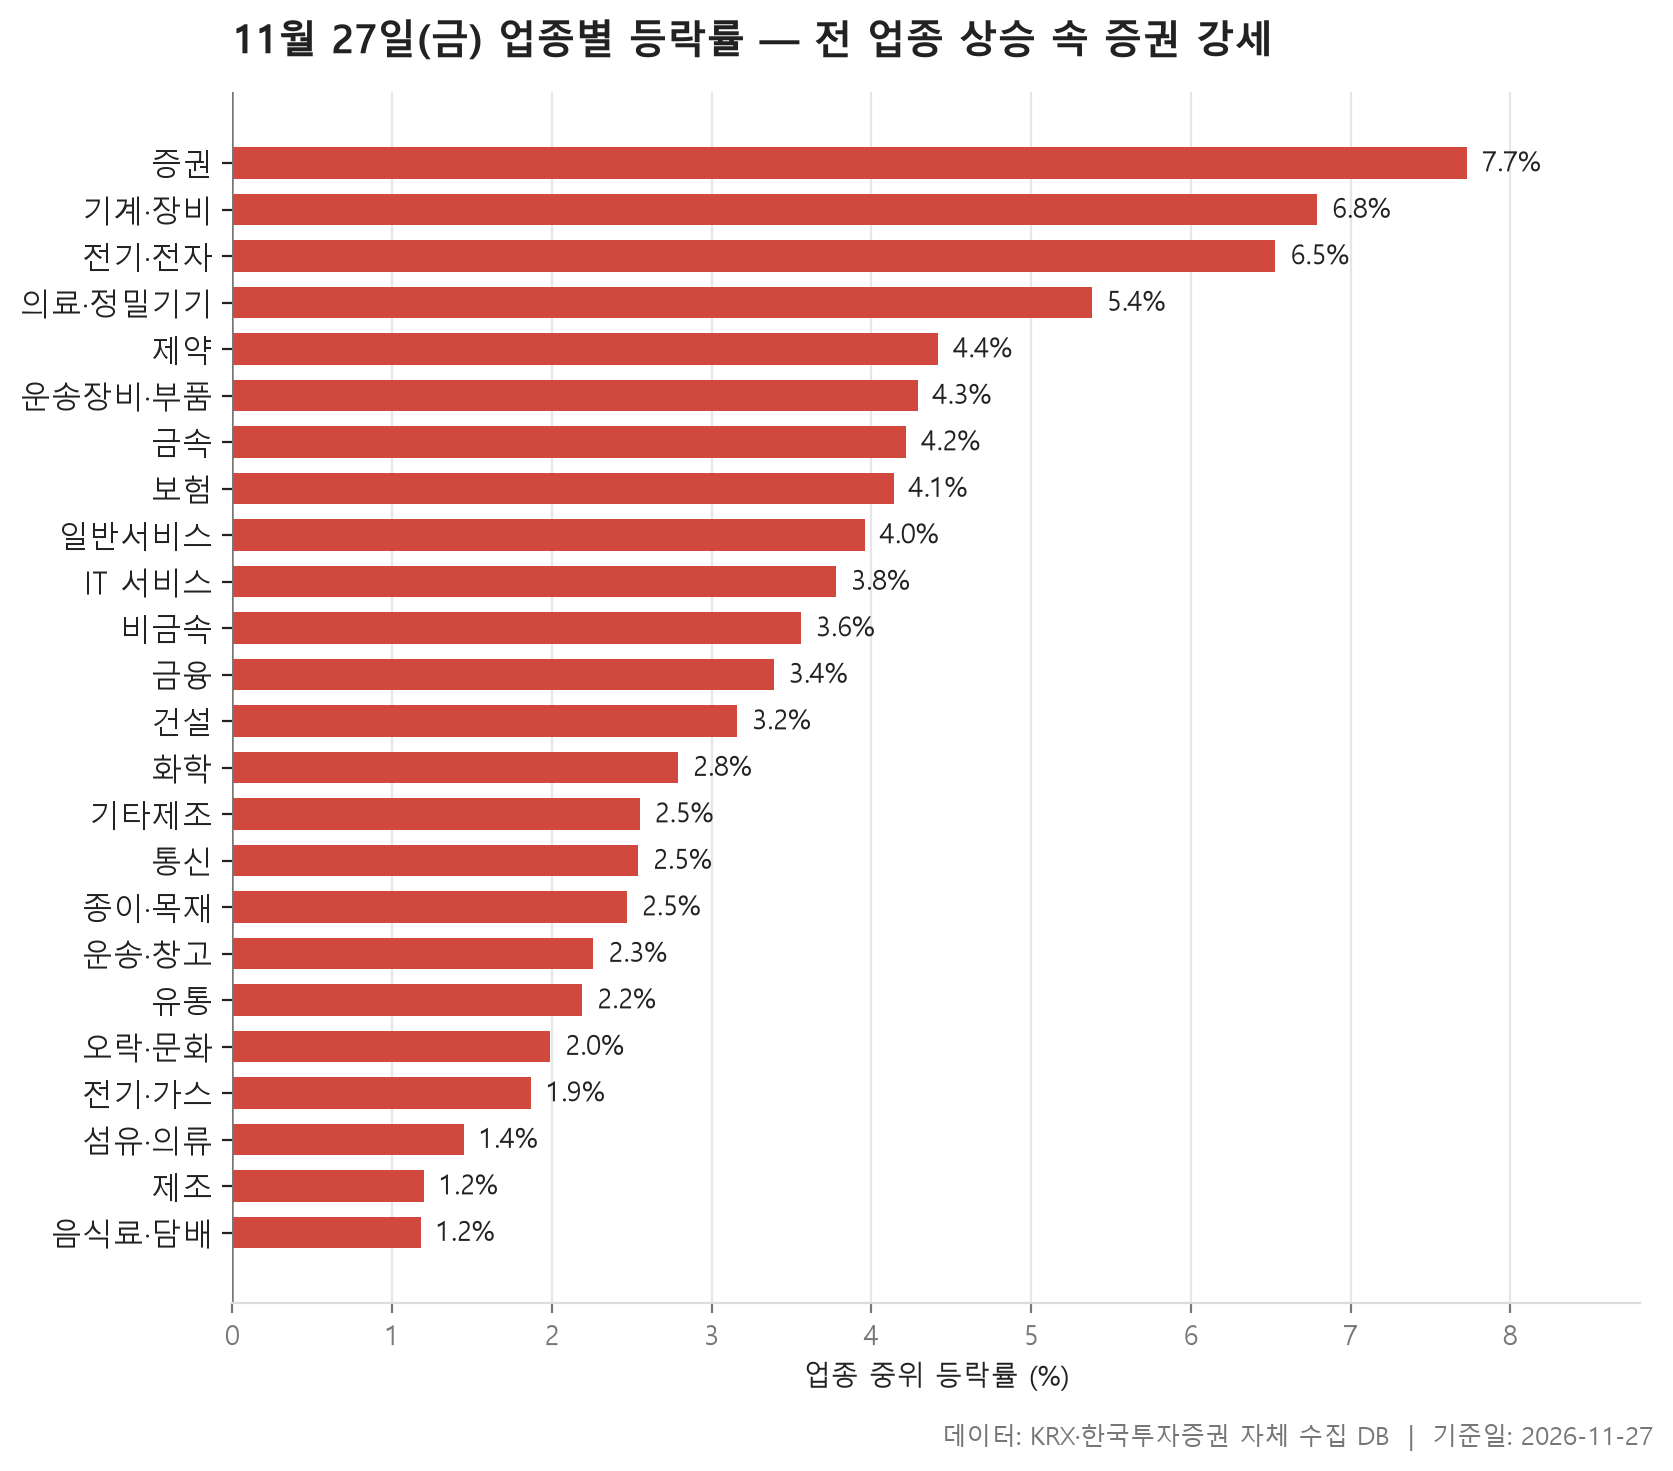 11월 27일(금) 업종별 등락률 — 전 업종 상승 속 증권 강세
증권 7.7%
기계·장비 6.8%
전기·전자 6.5%
의료·정밀기기 5.4%
제약 4.4%
운송장비·부품 4.3%
금속 4.2%
보험 4.1%
일반서비스 4.0%
IT 서비스 3.8%
비금속 3.6%
금융 3.4%
건설 3.2%
화학 2.8%
기타제조 2.5%
통신 2.5%
종이·목재 2.5%
운송·창고 2.3%
유통 2.2%
오락·문화 2.0%
전기·가스 1.9%
섬유·의류 1.4%
제조 1.2%
음식료·담배 1.2%
0 1 2 3 4 5 6 7 8
업종 중위 등락률 (%)
데이터: KRX·한국투자증권 자체 수집 DB | 기준일: 2026-11-27